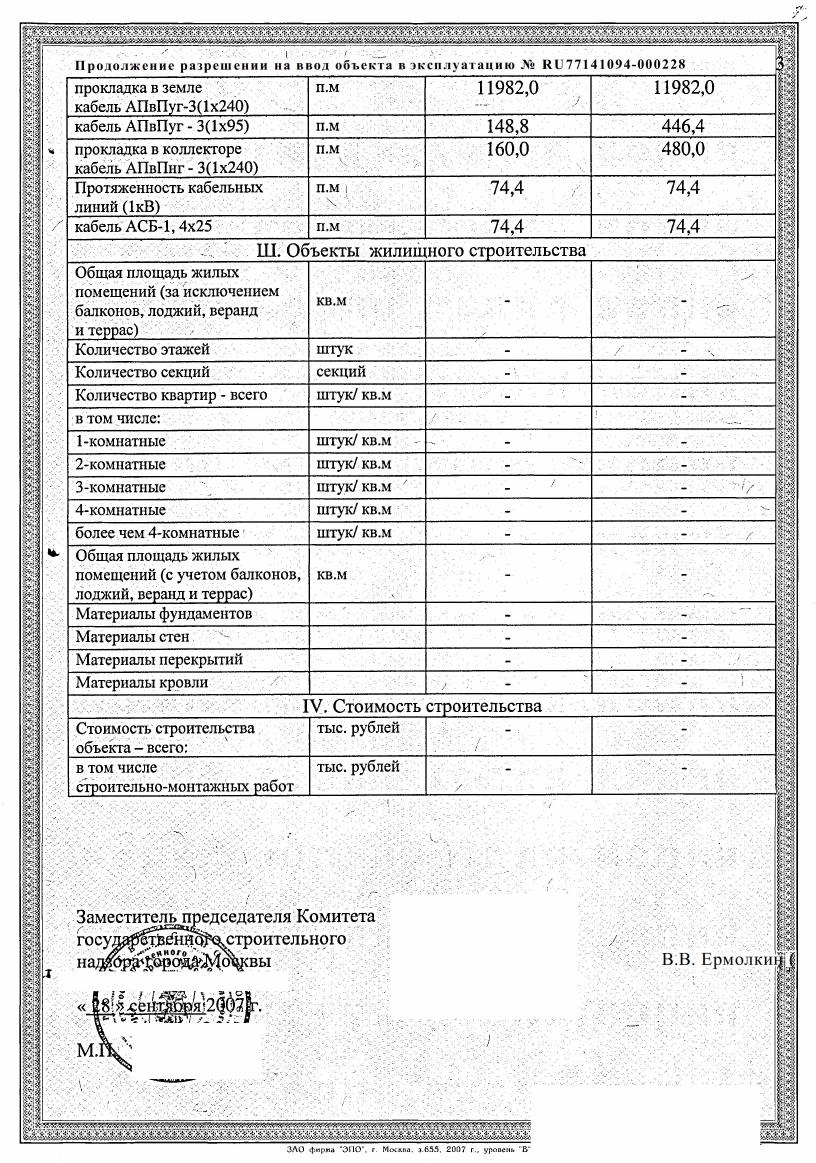 Продолжение разрешении на ввод объекта в эксплуатацию № RU77141094-000228
3
прокладка в земле
кабель АПвПуг-3(1х240) п.м 11982,0 11982,0
кабель АПвПуг - 3(1х95) п.м 148,8 446,4
прокладка в коллекторе
кабель АПвПнг - 3(1х240) п.м 160,0 480,0
Протяженность кабельных
линий (1кВ) п.м 74,4 74,4
кабель АСБ-1, 4х25 п.м 74,4 74,4
Ш. Объекты жилищного строительства
Общая площадь жилых
помещений (за исключением
балконов, лоджий, веранд
и террас) кв.м - -
Количество этажей штук - -
Количество секций секций - -
Количество квартир - всего штук/ кв.м - -
в том числе:
1-комнатные штук/ кв.м - -
2-комнатные штук/ кв.м - -
3-комнатные штук/ кв.м - -
4-комнатные штук/ кв.м - -
более чем 4-комнатные штук/ кв.м - -
Общая площадь жилых
помещений (с учетом балконов,
лоджий, веранд и террас) кв.м - -
Материалы фундаментов - -
Материалы стен - -
Материалы перекрытий - -
Материалы кровли - -
IV. Стоимость строительства
Стоимость строительства
объекта – всего: тыс. рублей - -
в том числе
строительно-монтажных работ тыс. рублей - -
Заместитель председателя Комитета
государственного строительного
надзора города Москвы
В.В. Ермолкин
« 28 » сентября 2007 г.
М.П.
ЗАО фирма "ЭПО", г. Москва, з.655, 2007 г., уровень "В"